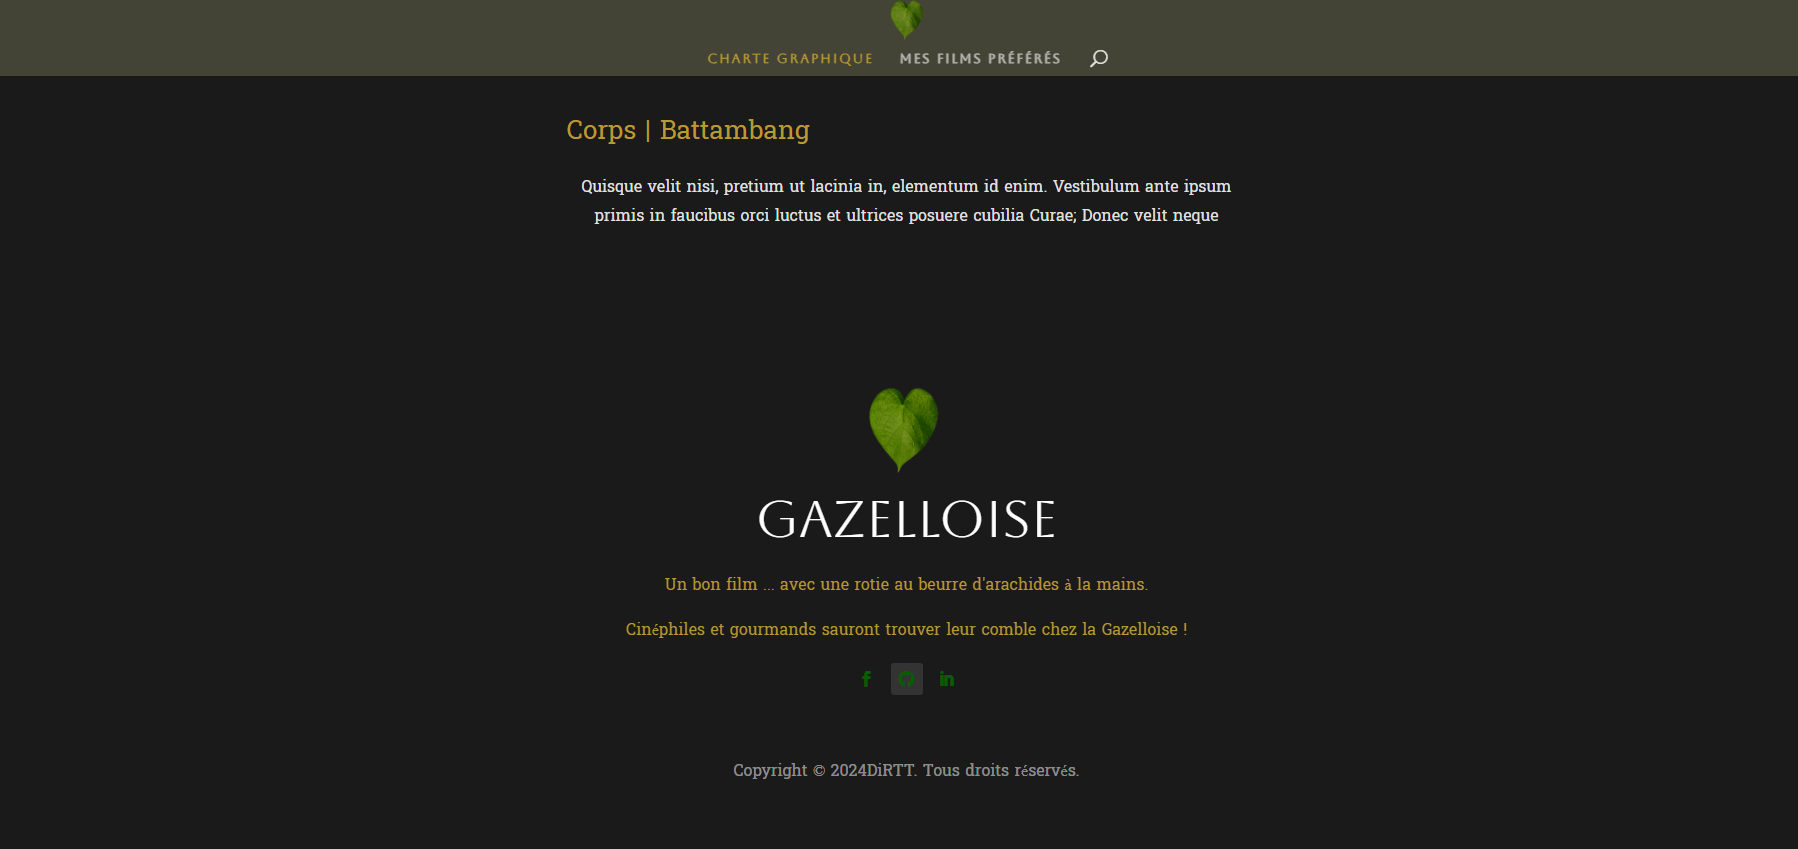 CHARTE GRAPHIQUE MES FILMS PRÉFÉRÉS
Corps | Battambang
Quisque velit nisi, pretium ut lacinia in, elementum id enim. Vestibulum ante ipsum
primis in faucibus orci luctus et ultrices posuere cubilia Curae; Donec velit neque
GAZELLOISE
Un bon film ... avec une rotie au beurre d'arachides à la mains.
Cinéphiles et gourmands sauront trouver leur comble chez la Gazelloise !
Copyright © 2024DiRTT. Tous droits réservés.